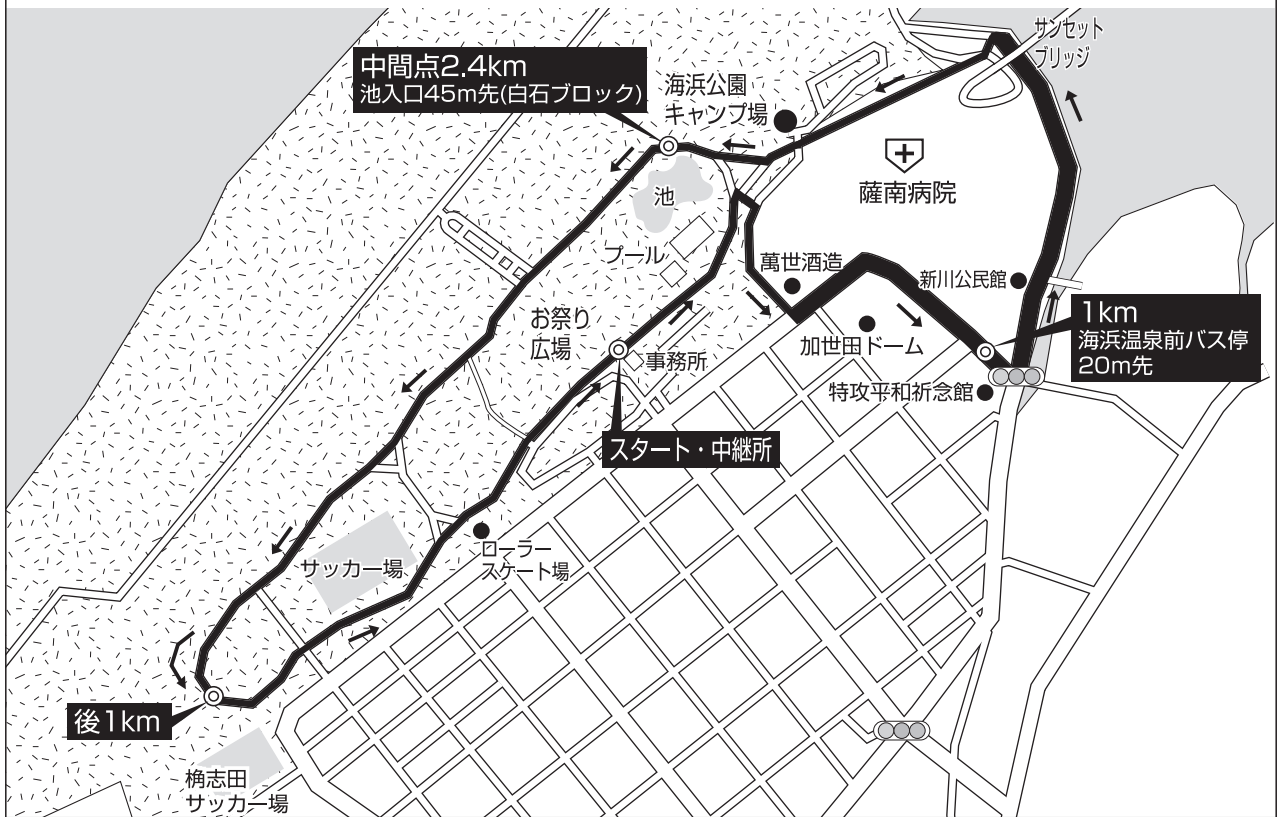 サンセット
ブリッジ
中間点2.4km
池入口45m先(白石ブロック)
海浜公園
キャンプ場
薩南病院
池
プール
萬世酒造
新川公民館
1km
海浜温泉前バス停
20m先
お祭り
広場
加世田ドーム
事務所
特攻平和祈念館
スタート・中継所
ローラー
スケート場
サッカー場
後1km
桷志田
サッカー場